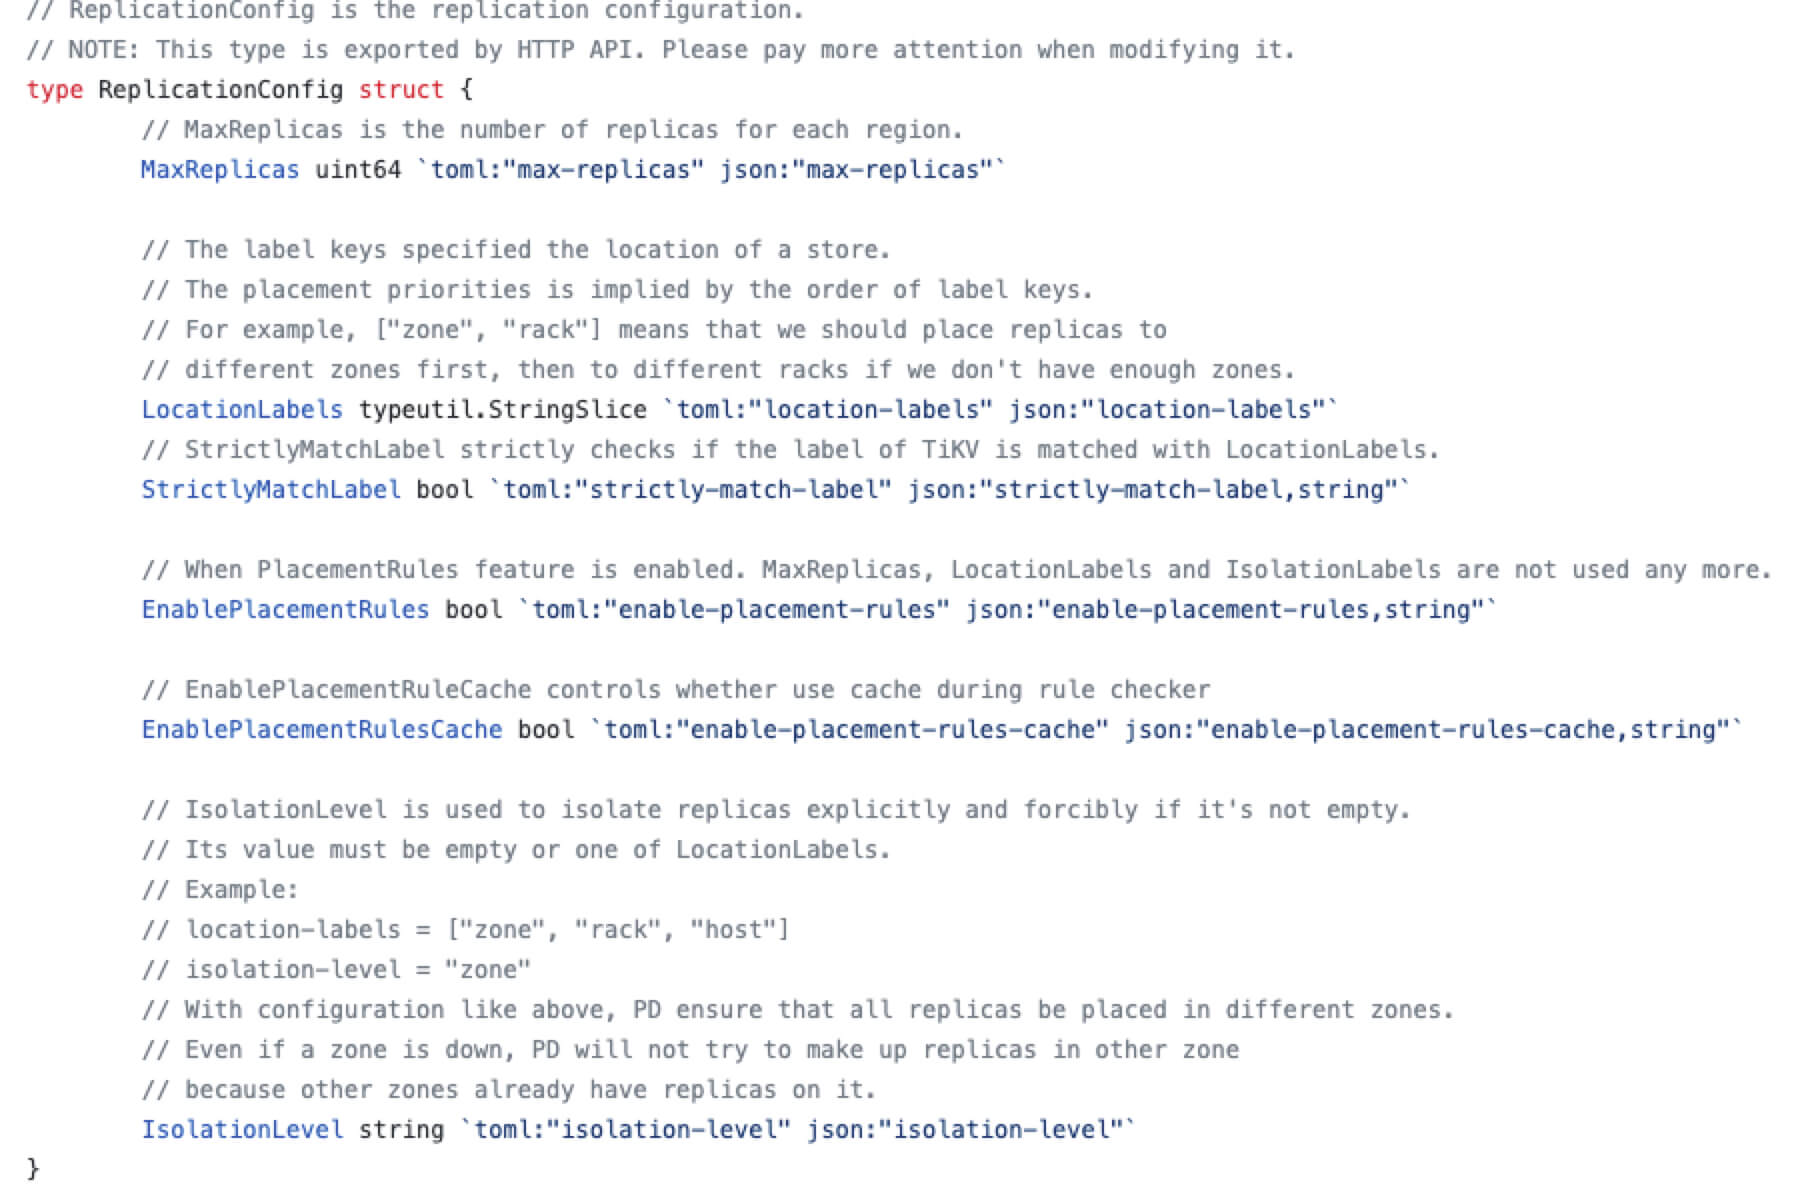 // ReplicationConfig is the replication configuration.
// NOTE: This type is exported by HTTP API. Please pay more attention when modifying it.
type ReplicationConfig struct {
// MaxReplicas is the number of replicas for each region.
MaxReplicas uint64 `toml:"max-replicas" json:"max-replicas"`
// The label keys specified the location of a store.
// The placement priorities is implied by the order of label keys.
// For example, ["zone", "rack"] means that we should place replicas to
// different zones first, then to different racks if we don't have enough zones.
LocationLabels typeutil.StringSlice `toml:"location-labels" json:"location-labels"`
// StrictlyMatchLabel strictly checks if the label of TiKV is matched with LocationLabels.
StrictlyMatchLabel bool `toml:"strictly-match-label" json:"strictly-match-label,string"`
// When PlacementRules feature is enabled. MaxReplicas, LocationLabels and IsolationLabels are not used any more.
EnablePlacementRules bool `toml:"enable-placement-rules" json:"enable-placement-rules,string"`
// EnablePlacementRuleCache controls whether use cache during rule checker
EnablePlacementRulesCache bool `toml:"enable-placement-rules-cache" json:"enable-placement-rules-cache,string"`
// IsolationLevel is used to isolate replicas explicitly and forcibly if it's not empty.
// Its value must be empty or one of LocationLabels.
// Example:
// location-labels = ["zone", "rack", "host"]
// isolation-level = "zone"
// With configuration like above, PD ensure that all replicas be placed in different zones.
// Even if a zone is down, PD will not try to make up replicas in other zone
// because other zones already have replicas on it.
IsolationLevel string `toml:"isolation-level" json:"isolation-level"`
}